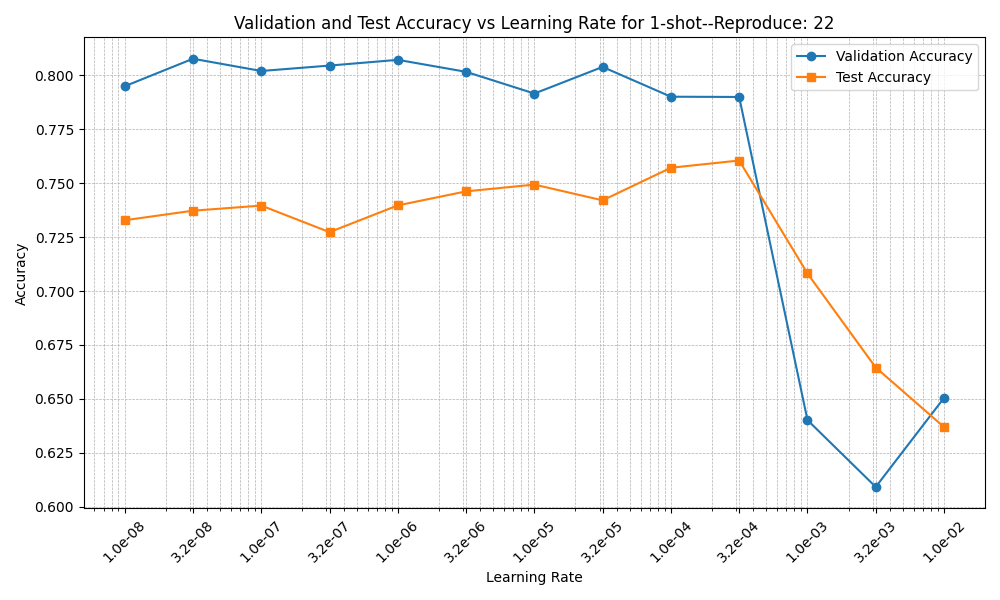 Validation and Test Accuracy vs Learning Rate for 1-shot--Reproduce: 22
Validation Accuracy
Test Accuracy
Accuracy
0.800
0.775
0.750
0.725
0.700
0.675
0.650
0.625
0.600
1.0e-08
3.2e-08
1.0e-07
3.2e-07
1.0e-06
3.2e-06
1.0e-05
3.2e-05
1.0e-04
3.2e-04
1.0e-03
3.2e-03
1.0e-02
Learning Rate